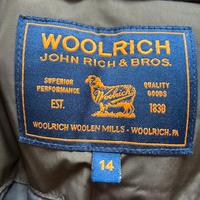 WOOLRICH
JOHN RICH & BROS.
SUPERIOR PERFORMANCE
QUALITY GOODS
Woolrich
EST. 1830
WOOLRICH WOOLEN MILLS - WOOLRICH, PA
14